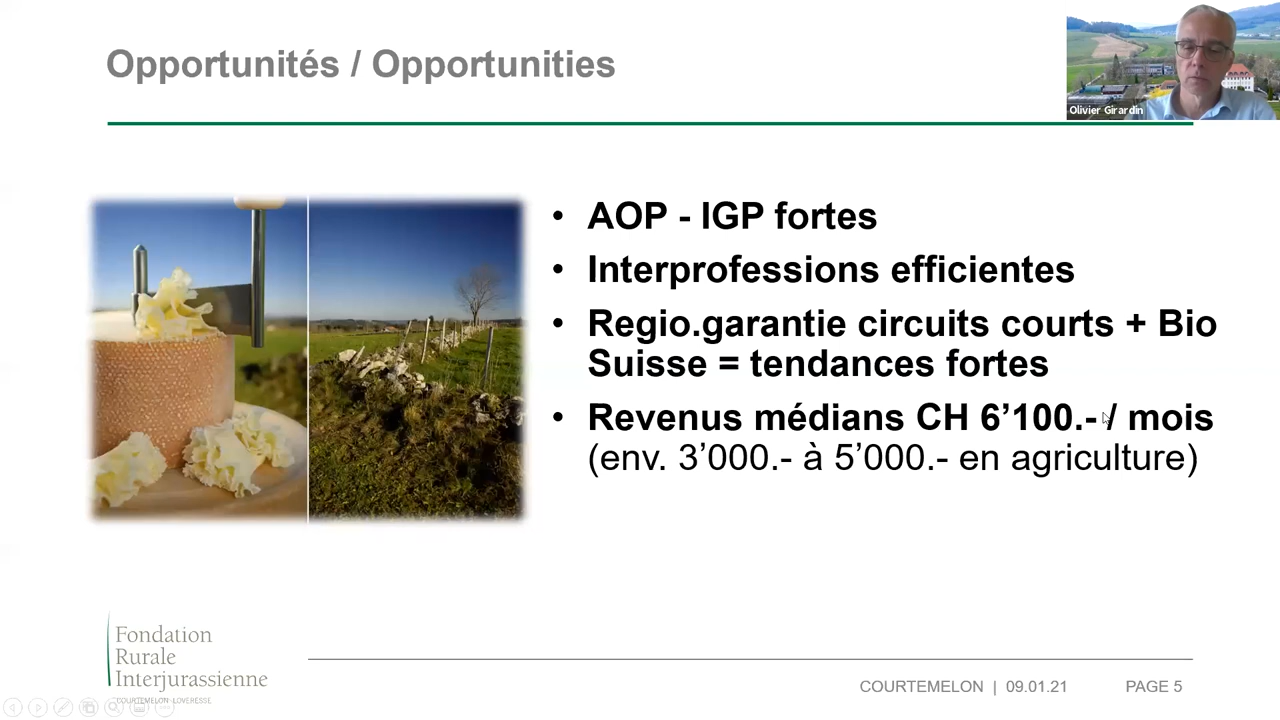 Opportunités / Opportunities
Olivier Girardin
• AOP - IGP fortes
• Interprofessions efficientes
• Regio.garantie circuits courts + Bio
Suisse = tendances fortes
• Revenus médians CH 6’100.- / mois
(env. 3’000.- à 5’000.- en agriculture)
Fondation
Rurale
Interjurassienne
COURTEMELON LOVERESSE
COURTEMELON | 09.01.21 PAGE 5